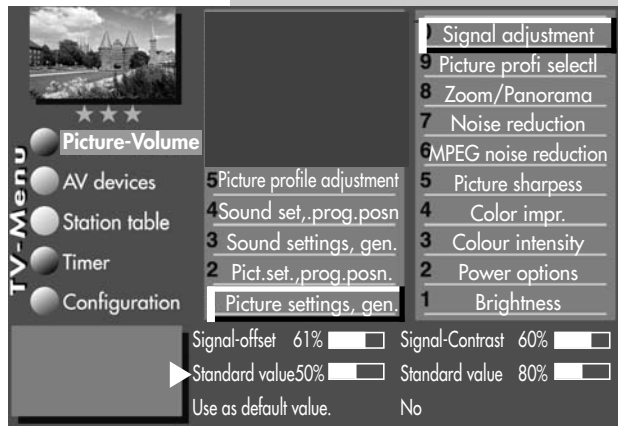 TV-Menu
Picture-Volume
AV devices
Station table
Timer
Configuration
5 Picture profile adjustment
4 Sound set,.prog.posn
3 Sound settings, gen.
2 Pict.set.,prog.posn.
Picture settings, gen.
Signal adjustment
9 Picture profi selectl
8 Zoom/Panorama
7 Noise reduction
6 MPEG noise reduction
5 Picture sharpess
4 Color impr.
3 Colour intensity
2 Power options
1 Brightness
Signal-offset 61% Signal-Contrast 60%
Standard value50% Standard value 80%
Use as default value. No